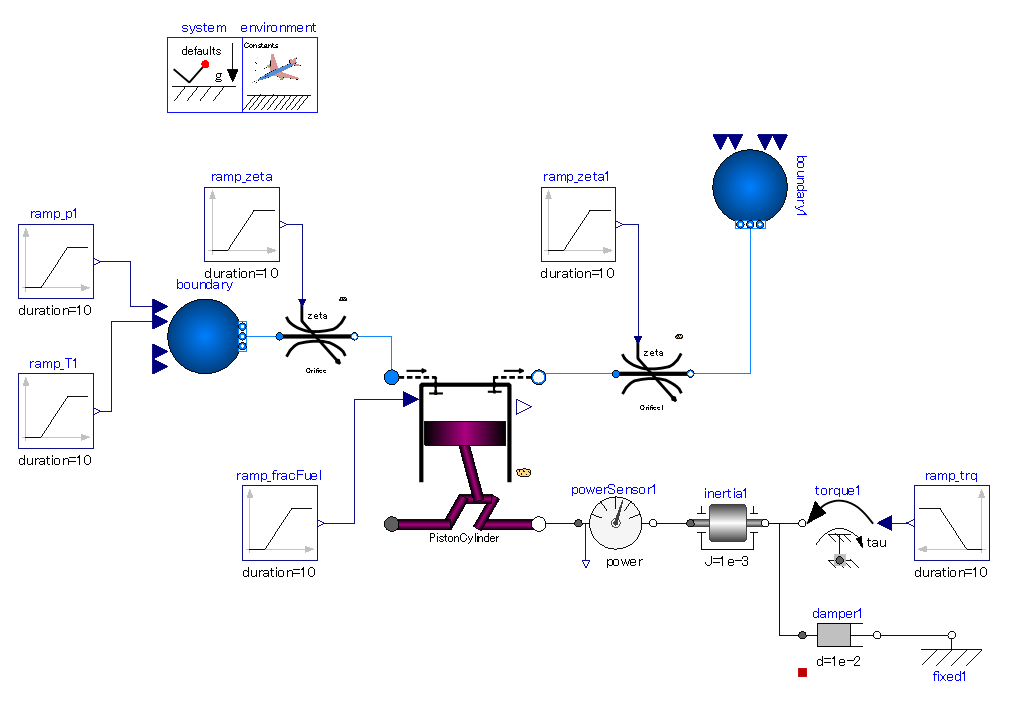 system
environment
defaults
g
Constants
ramp_zeta
duration=10
ramp_zeta1
duration=10
boundary1
ramp_p1
duration=10
boundary
zeta
Orifice
zeta
Orifice1
ramp_T1
duration=10
ramp_fracFuel
duration=10
PistonCylinder
powerSensor1
power
inertia1
J=1e-3
torque1
tau
ramp_trq
duration=10
damper1
d=1e-2
fixed1